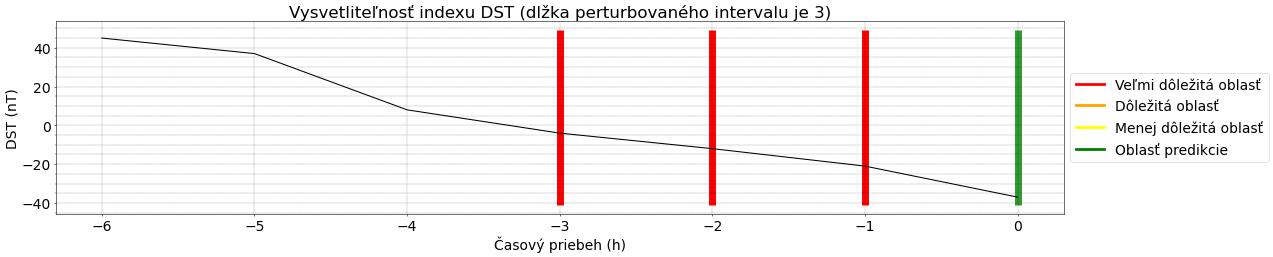 Vysvetliteľnosť indexu DST (dĺžka perturbovaného intervalu je 3)
DST (nT)
40
20
0
−20
−40
−6 −5 −4 −3 −2 −1 0
Časový priebeh (h)
Veľmi dôležitá oblasť
Dôležitá oblasť
Menej dôležitá oblasť
Oblasť predikcie